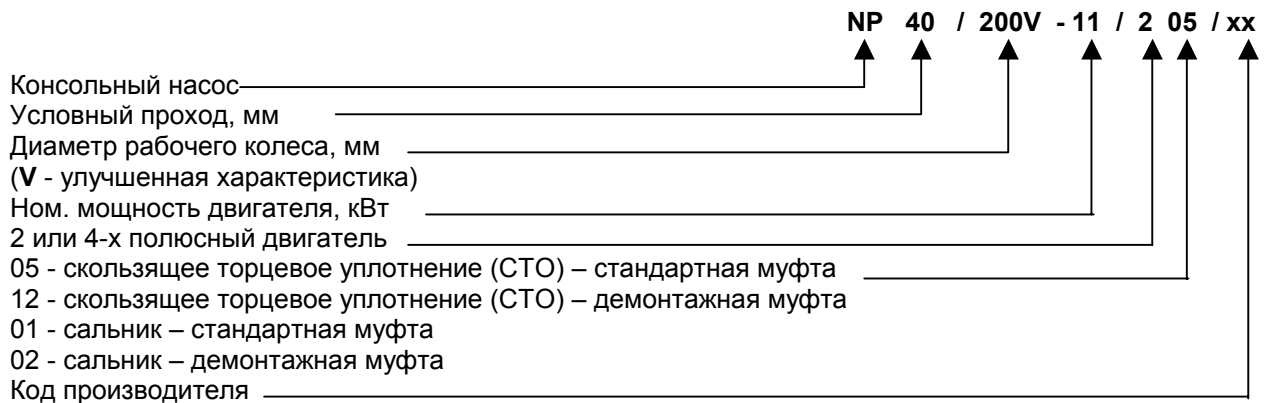 NP 40 / 200V - 11 / 2 05 / xx
Консольный насос
Условный проход, мм
Диаметр рабочего колеса, мм
(V - улучшенная характеристика)
Ном. мощность двигателя, кВт
2 или 4-х полюсный двигатель
05 - скользящее торцевое уплотнение (СТО) – стандартная муфта
12 - скользящее торцевое уплотнение (СТО) – демонтажная муфта
01 - сальник – стандартная муфта
02 - сальник – демонтажная муфта
Код производителя